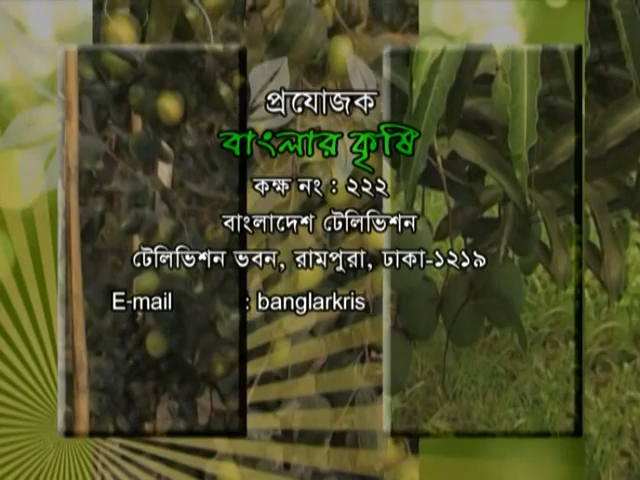 প্রযোজক
বাংলার কৃষি
কক্ষ নং : ২২২
বাংলাদেশ টেলিভিশন
টেলিভিশন ভবন, রামপুরা, ঢাকা-১২১৯
E-mail : banglarkris